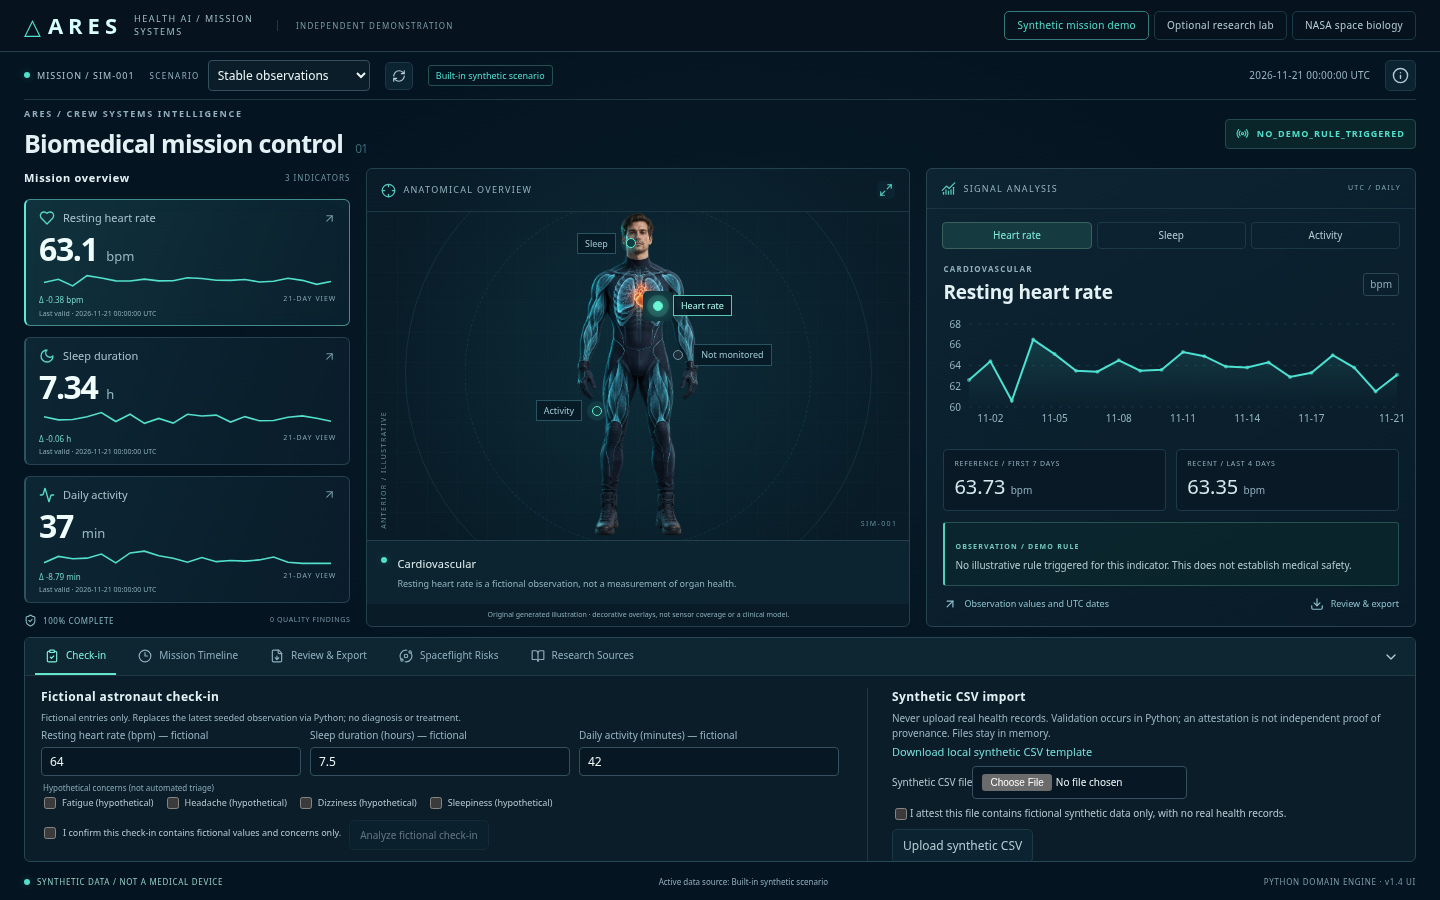 ARES
HEALTH AI / MISSION
SYSTEMS
INDEPENDENT DEMONSTRATION
Synthetic mission demo
Optional research lab
NASA space biology
MISSION / SIM-001
SCENARIO
Stable observations
Built-in synthetic scenario
2026-11-21 00:00:00 UTC
ARES / CREW SYSTEMS INTELLIGENCE
Biomedical mission control 01
NO_DEMO_RULE_TRIGGERED
Mission overview
3 INDICATORS
Resting heart rate
63.1 bpm
Δ -0.38 bpm
21-DAY VIEW
Last valid · 2026-11-21 00:00:00 UTC
Sleep duration
7.34 h
Δ -0.06 h
21-DAY VIEW
Last valid · 2026-11-21 00:00:00 UTC
Daily activity
37 min
Δ -8.79 min
21-DAY VIEW
Last valid · 2026-11-21 00:00:00 UTC
100% COMPLETE
0 QUALITY FINDINGS
ANATOMICAL OVERVIEW
Sleep
Heart rate
Not monitored
Activity
ANTERIOR / ILLUSTRATIVE
SIM-001
Cardiovascular
Resting heart rate is a fictional observation, not a measurement of organ health.
Original generated illustration · decorative overlays, not sensor coverage or a clinical model.
SIGNAL ANALYSIS
UTC / DAILY
Heart rate
Sleep
Activity
CARDIOVASCULAR
Resting heart rate
bpm
68
66
64
62
60
11-02 11-05 11-08 11-11 11-14 11-17 11-21
REFERENCE / FIRST 7 DAYS
63.73 bpm
RECENT / LAST 4 DAYS
63.35 bpm
OBSERVATION / DEMO RULE
No illustrative rule triggered for this indicator. This does not establish medical safety.
Observation values and UTC dates
Review & export
Check-in
Mission Timeline
Review & Export
Spaceflight Risks
Research Sources
Fictional astronaut check-in
Fictional entries only. Replaces the latest seeded observation via Python; no diagnosis or treatment.
Resting heart rate (bpm) — fictional
Sleep duration (hours) — fictional
Daily activity (minutes) — fictional
64
7.5
42
Hypothetical concerns (not automated triage)
Fatigue (hypothetical)
Headache (hypothetical)
Dizziness (hypothetical)
Sleepiness (hypothetical)
I confirm this check-in contains fictional values and concerns only.
Analyze fictional check-in
Synthetic CSV import
Never upload real health records. Validation occurs in Python; an attestation is not independent proof of
provenance. Files stay in memory.
Download local synthetic CSV template
Synthetic CSV file
Choose File No file chosen
I attest this file contains fictional synthetic data only, with no real health records.
Upload synthetic CSV
SYNTHETIC DATA / NOT A MEDICAL DEVICE
Active data source: Built-in synthetic scenario
PYTHON DOMAIN ENGINE · v1.4 UI